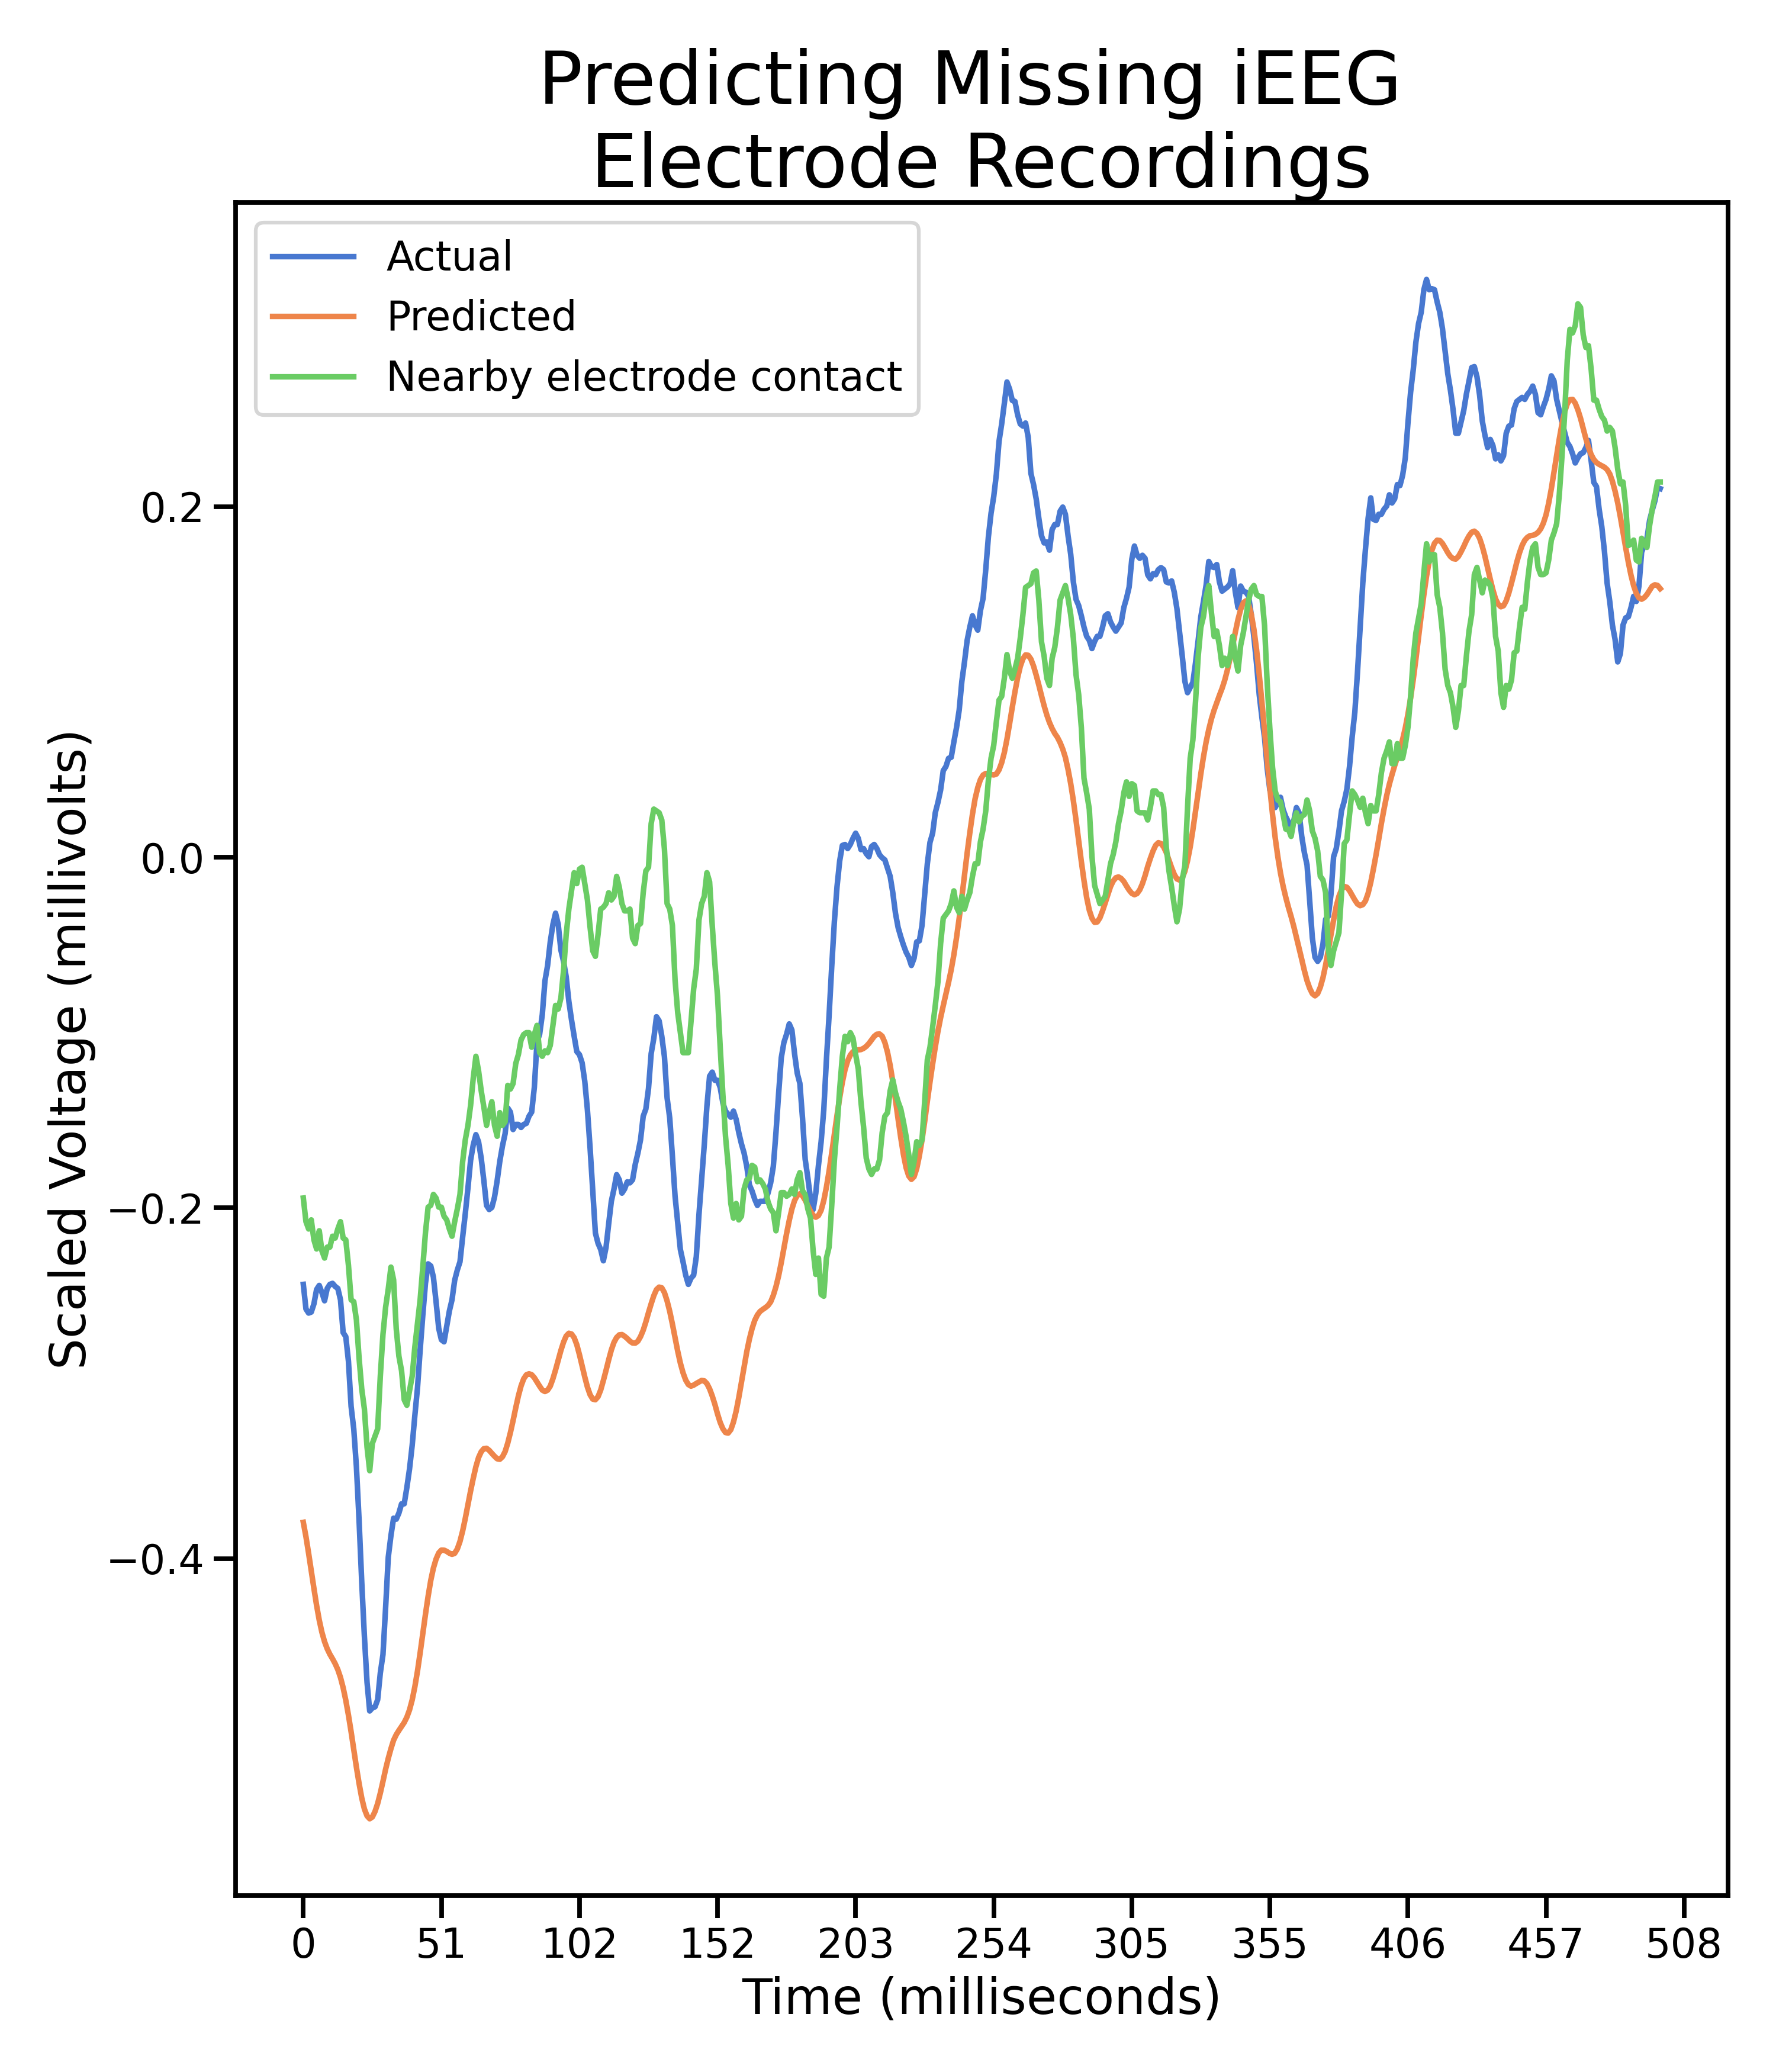 Predicting Missing iEEG
Electrode Recordings
Actual
Predicted
Nearby electrode contact
Scaled Voltage (millivolts)
0.2
0.0
−0.2
−0.4
0 51 102 152 203 254 305 355 406 457 508
Time (milliseconds)